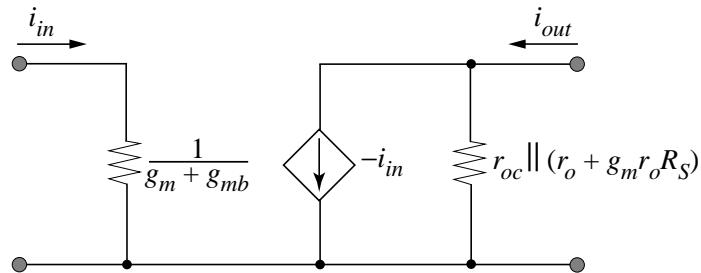 i_in
i_out
1
g_m + g_mb
–i_in
r_oc || (r_o + g_m r_o R_S)